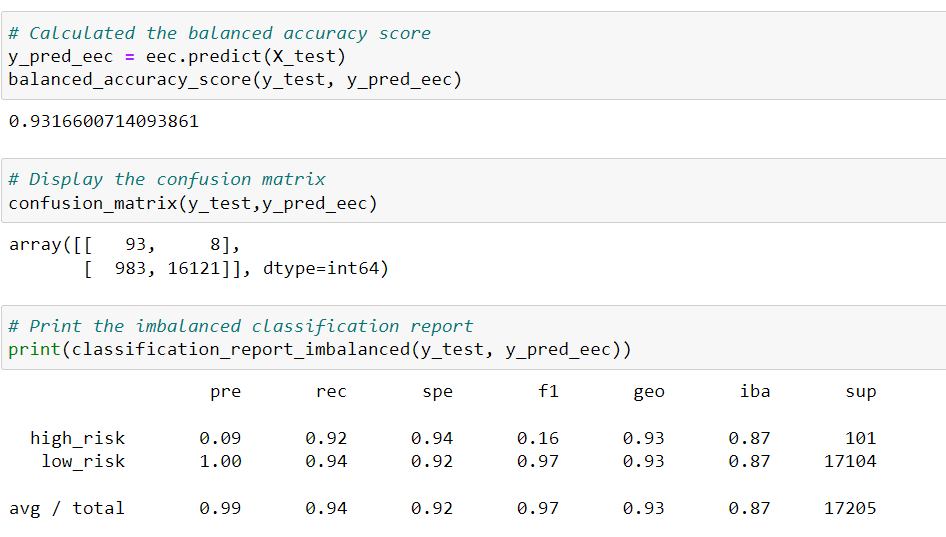 # Calculated the balanced accuracy score
y_pred_eec = eec.predict(X_test)
balanced_accuracy_score(y_test, y_pred_eec)
0.9316600714093861
# Display the confusion matrix
confusion_matrix(y_test,y_pred_eec)
array([[   93,     8],
       [  983, 16121]], dtype=int64)
# Print the imbalanced classification report
print(classification_report_imbalanced(y_test, y_pred_eec))
                   pre       rec       spe        f1       geo       iba       sup
  high_risk       0.09      0.92      0.94      0.16      0.93      0.87       101
   low_risk       1.00      0.94      0.92      0.97      0.93      0.87     17104
avg / total       0.99      0.94      0.92      0.97      0.93      0.87     17205